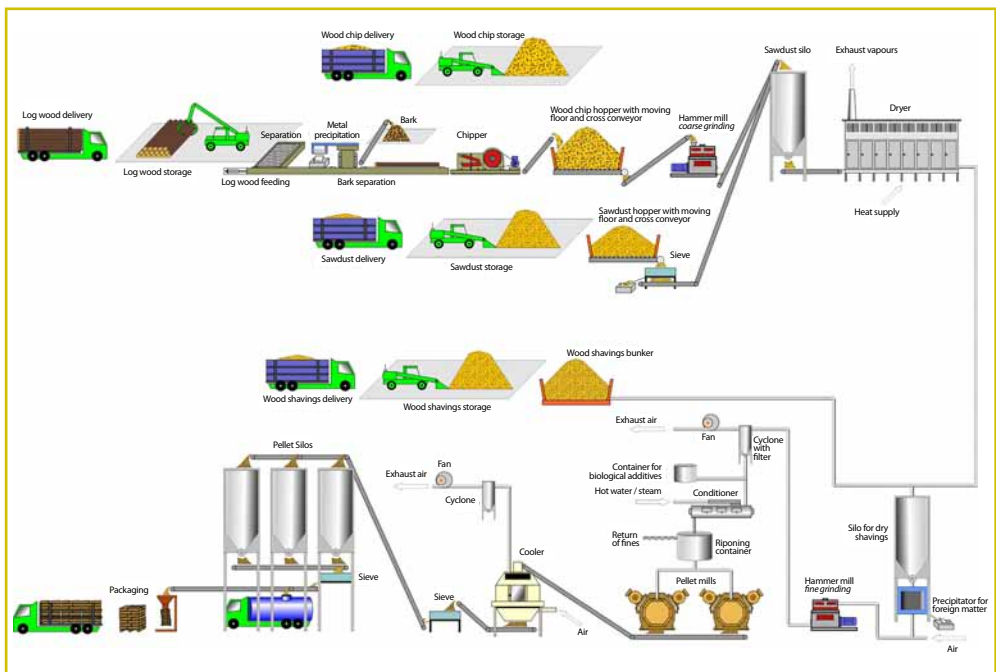 Wood chip delivery
Wood chip storage
Sawdust silo
Exhaust vapours
Log wood delivery
Separation
Metal
precipitation
Bark
Chipper
Wood chip hopper with moving
floor and cross conveyor
Hammer mill
coarse grinding
Dryer
Log wood storage
Log wood feeding
Bark separation
Heat supply
Sawdust hopper with moving
floor and cross conveyor
Sawdust delivery
Sawdust storage
Sieve
Wood shavings bunker
Wood shavings delivery
Wood shavings storage
Exhaust air
Fan
Cyclone
with
filter
Pellet Silos
Fan
Exhaust air
Cyclone
Container for
biological additives
Hot water / steam
Conditioner
Return
of fines
Riponing
container
Silo for dry
shavings
Cooler
Sieve
Packaging
Sieve
Pellet mills
Hammer mill
fine grinding
Precipitator for
foreign matter
Air
Air